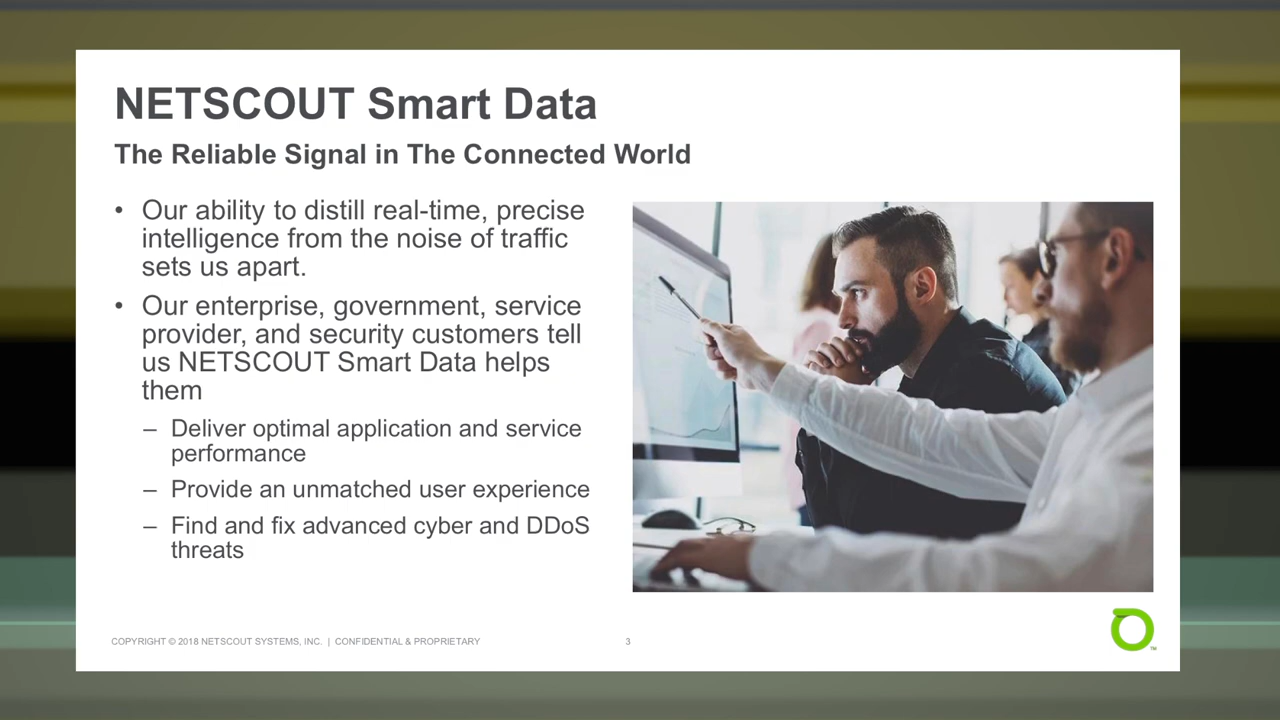 NETSCOUT Smart Data
The Reliable Signal in The Connected World
• Our ability to distill real-time, precise
intelligence from the noise of traffic
sets us apart.
• Our enterprise, government, service
provider, and security customers tell
us NETSCOUT Smart Data helps
them
– Deliver optimal application and service
performance
– Provide an unmatched user experience
– Find and fix advanced cyber and DDoS
threats
COPYRIGHT © 2018 NETSCOUT SYSTEMS, INC. | CONFIDENTIAL & PROPRIETARY
3
TM